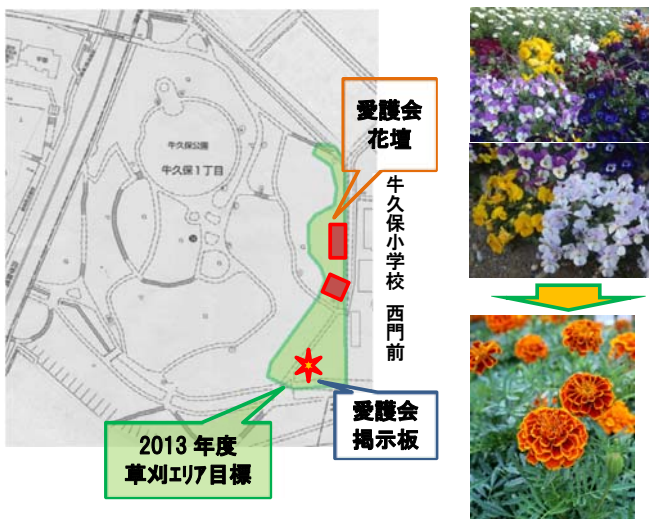 愛護会
花壇
牛久保公園
牛久保1丁目
牛久保小学校 西門前
愛護会
掲示板
2013 年度
草刈エリア目標